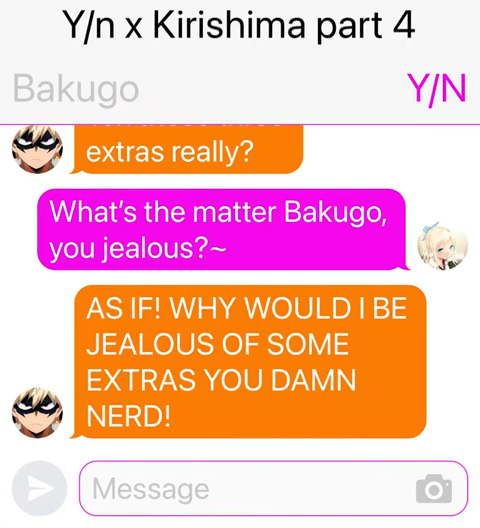 Y/n x Kirishima part 4
Bakugo
Y/N
extras really?
What's the matter Bakugo,
you jealous?~
AS IF! WHY WOULD I BE
JEALOUS OF SOME
EXTRAS YOU DAMN
NERD!
Message